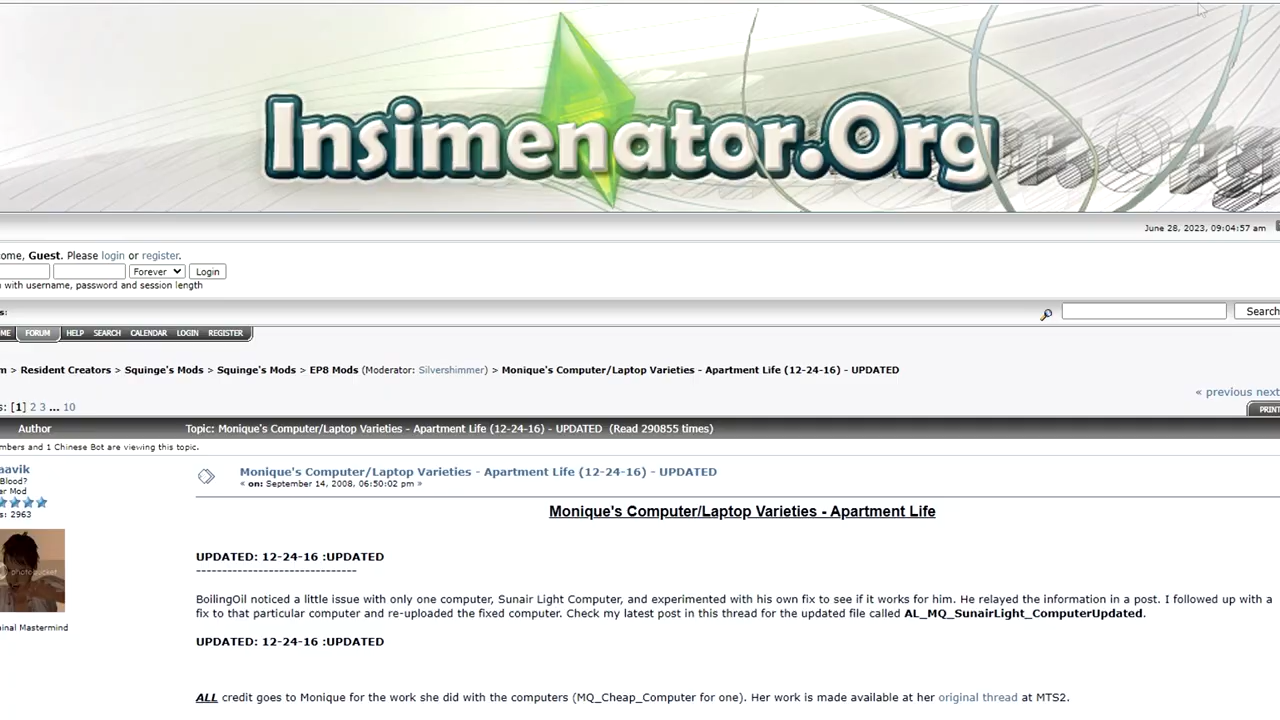 Insimenator.Org
June 28, 2023, 09:04:57 am
ome, Guest. Please login or register.
Forever Login
with username, password and session length
s:
Search
ME FORUM HELP SEARCH CALENDAR LOGIN REGISTER
m > Resident Creators > Squinge's Mods > Squinge's Mods > EP8 Mods (Moderator: Silvershimmer) > Monique's Computer/Laptop Varieties - Apartment Life (12-24-16) - UPDATED
« previous next
s: [1] 2 3 ... 10
PRINT
Author Topic: Monique's Computer/Laptop Varieties - Apartment Life (12-24-16) - UPDATED (Read 290855 times)
mbers and 1 Chinese Bot are viewing this topic.
aavik
Blood?
ar Mod
s: 2963
photobucket
inal Mastermind
Monique's Computer/Laptop Varieties - Apartment Life (12-24-16) - UPDATED
« on: September 14, 2008, 06:50:02 pm »
Monique's Computer/Laptop Varieties - Apartment Life
UPDATED: 12-24-16 :UPDATED
-------------------------------
BoilingOil noticed a little issue with only one computer, Sunair Light Computer, and experimented with his own fix to see if it works for him. He relayed the information in a post. I followed up with a
fix to that particular computer and re-uploaded the fixed computer. Check my latest post in this thread for the updated file called AL_MQ_SunairLight_ComputerUpdated.
UPDATED: 12-24-16 :UPDATED
ALL credit goes to Monique for the work she did with the computers (MQ_Cheap_Computer for one). Her work is made available at her original thread at MTS2.